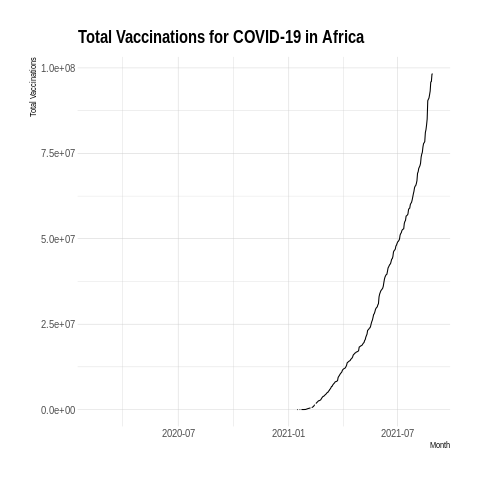 Total Vaccinations for COVID-19 in Africa
Total Vaccinations
1.0e+08
7.5e+07
5.0e+07
2.5e+07
0.0e+00
2020-07
2021-01
2021-07
Month